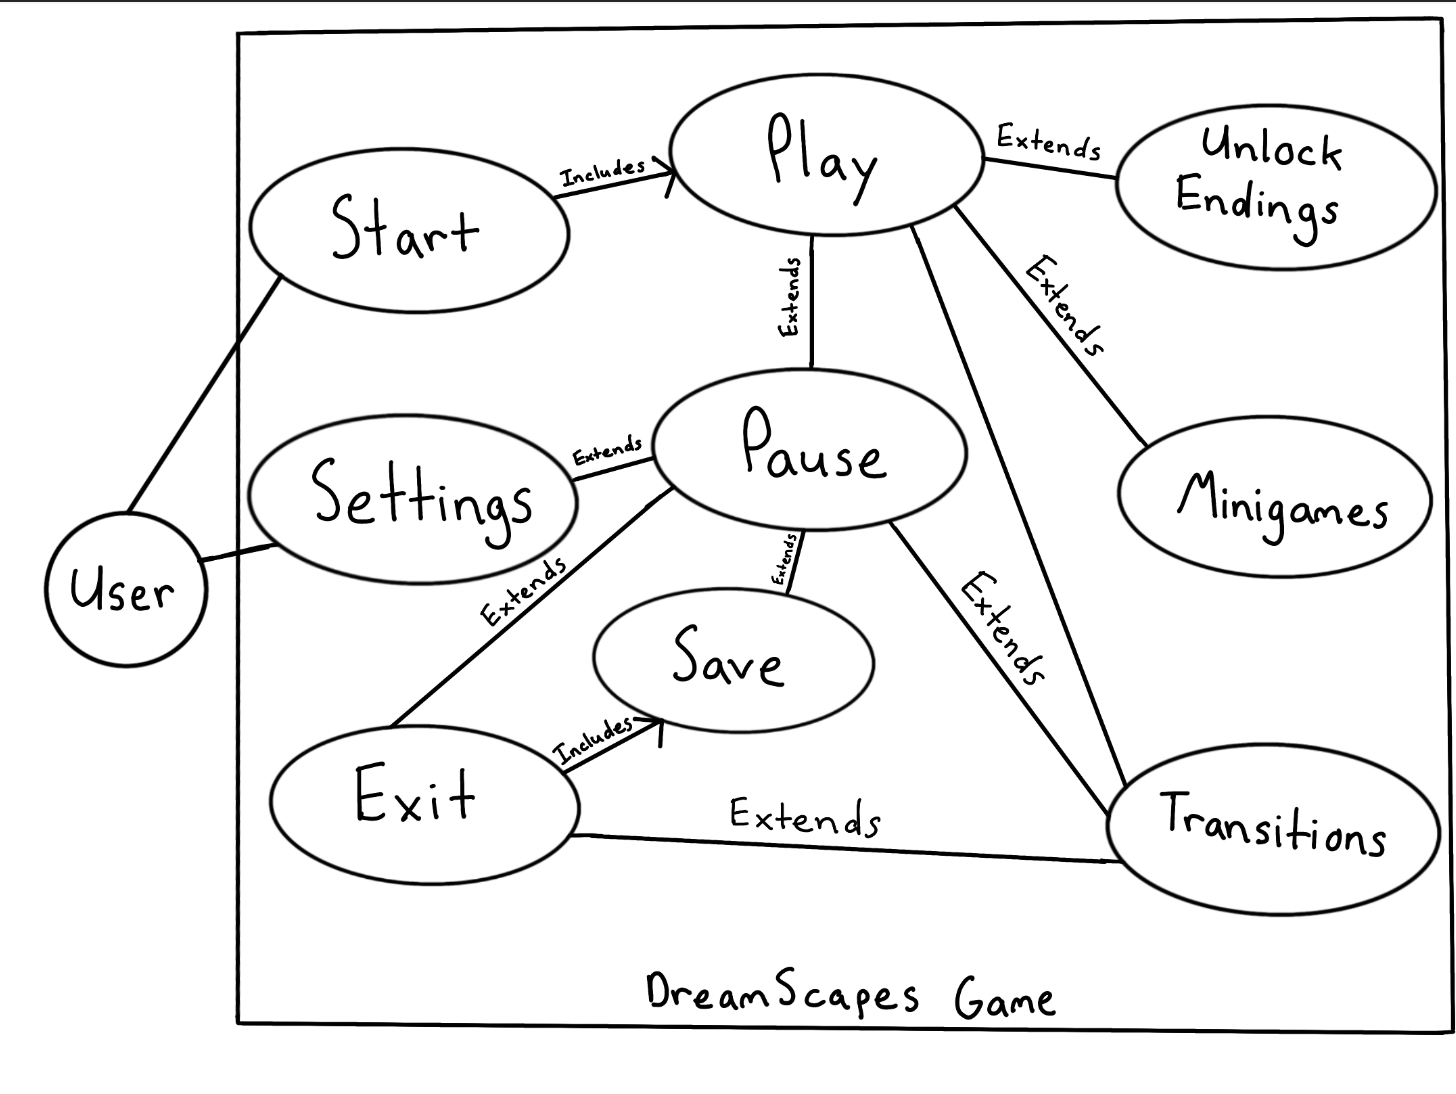 Play
Extends
Unlock
Endings
Includes
Start
Extends
Extends
Pause
Extends
Settings
Minigames
Extends
Extends
User
Extends
Save
Includes
Exit
Extends
Transitions
DreamScapes Game